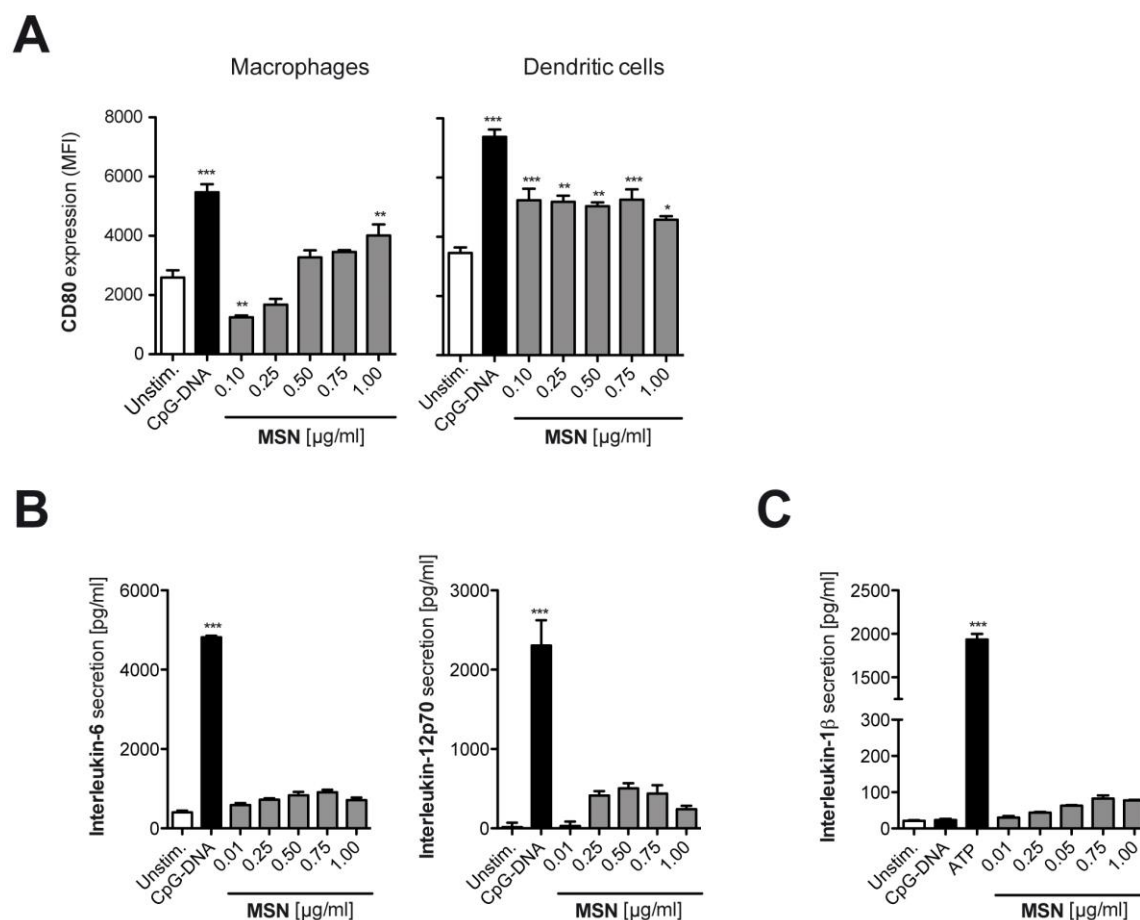 A
Macrophages
Dendritic cells
CD80 expression (MFI)
8000
6000
4000
2000
0
***
**
**
***
***
**
**
***
*
Unstim.
CpG-DNA
0.10
0.25
0.50
0.75
1.00
MSN [µg/ml]
Unstim.
CpG-DNA
0.10
0.25
0.50
0.75
1.00
MSN [µg/ml]
B
Interleukin-6 secretion [pg/ml]
6000
4000
2000
0
***
Unstim.
CpG-DNA
0.01
0.25
0.50
0.75
1.00
MSN [µg/ml]
Interleukin-12p70 secretion [pg/ml]
3000
2000
1000
0
***
Unstim.
CpG-DNA
0.01
0.25
0.50
0.75
1.00
MSN [µg/ml]
C
Interleukin-1β secretion [pg/ml]
2500
2000
1500
300
200
100
0
***
Unstim.
CpG-DNA
ATP
0.01
0.25
0.05
0.75
1.00
MSN [µg/ml]